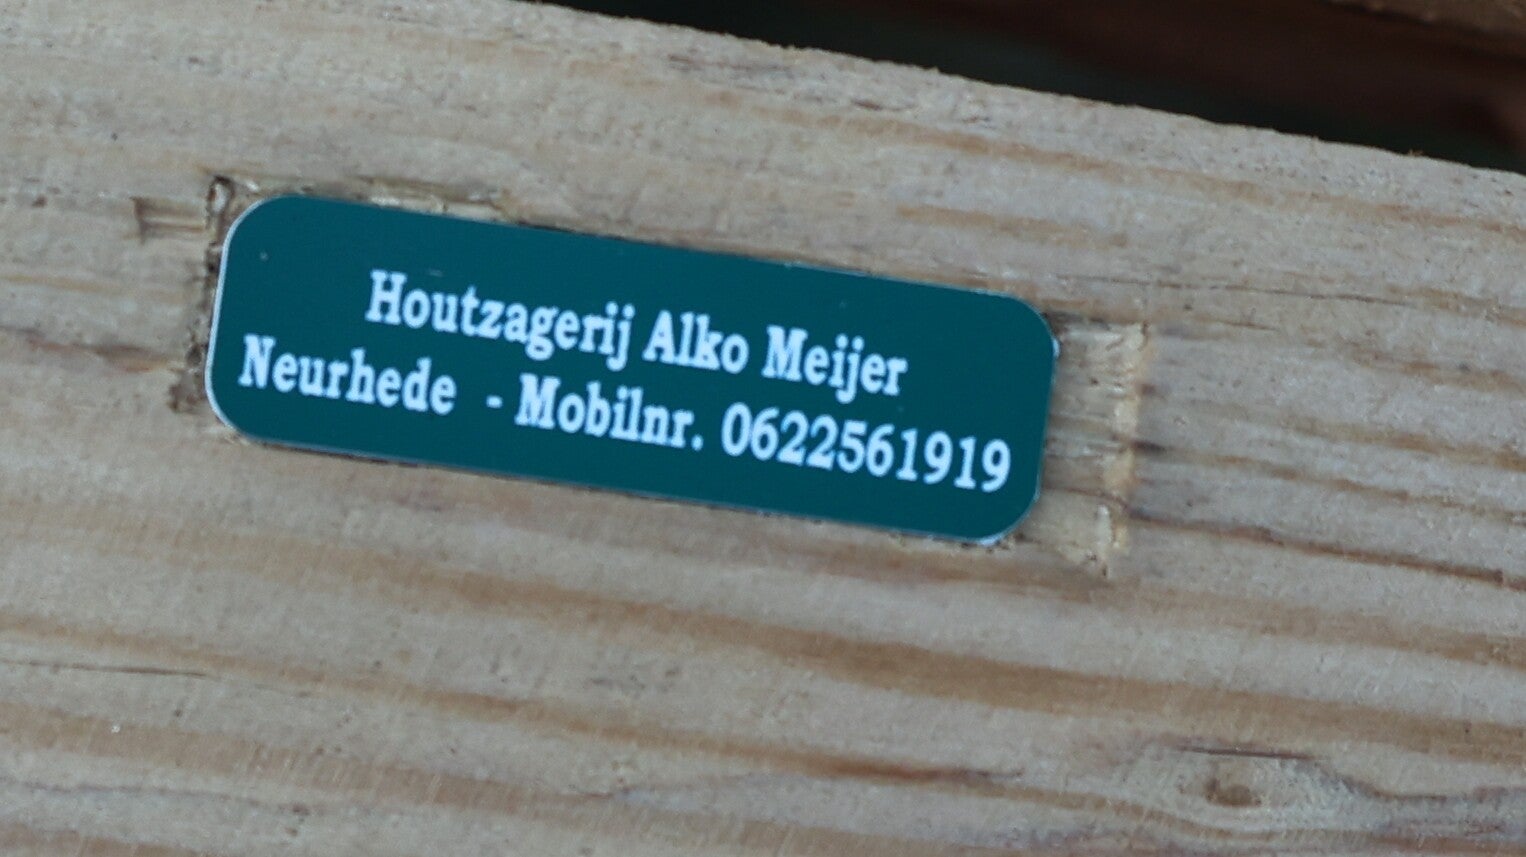 Houtzagerij Alko Meijer
Neurhede - Mobilnr. 0622561919